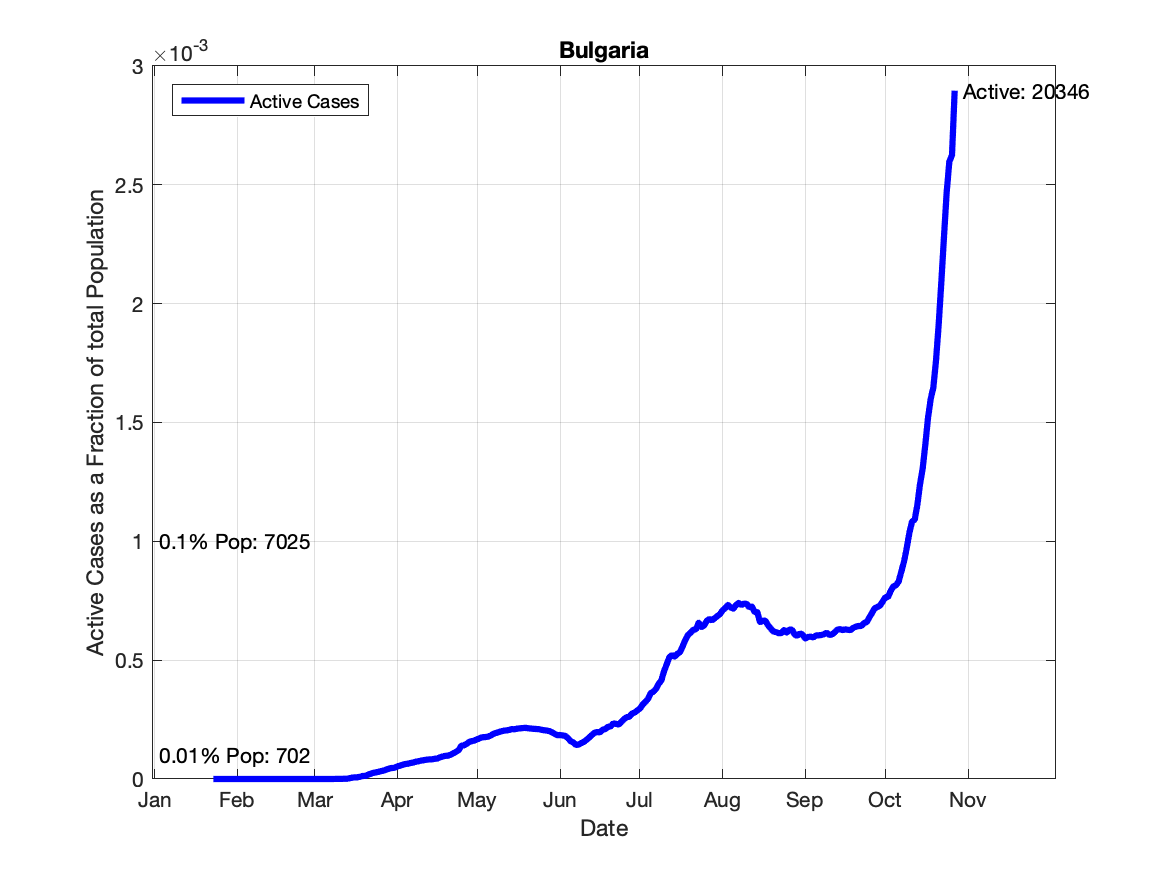 Bulgaria
×10-3
3
2.5
2
1.5
1
0.5
0
Active Cases as a Fraction of total Population
Active Cases
Active: 20346
0.1% Pop: 7025
0.01% Pop: 702
Jan Feb Mar Apr May Jun Jul Aug Sep Oct Nov
Date